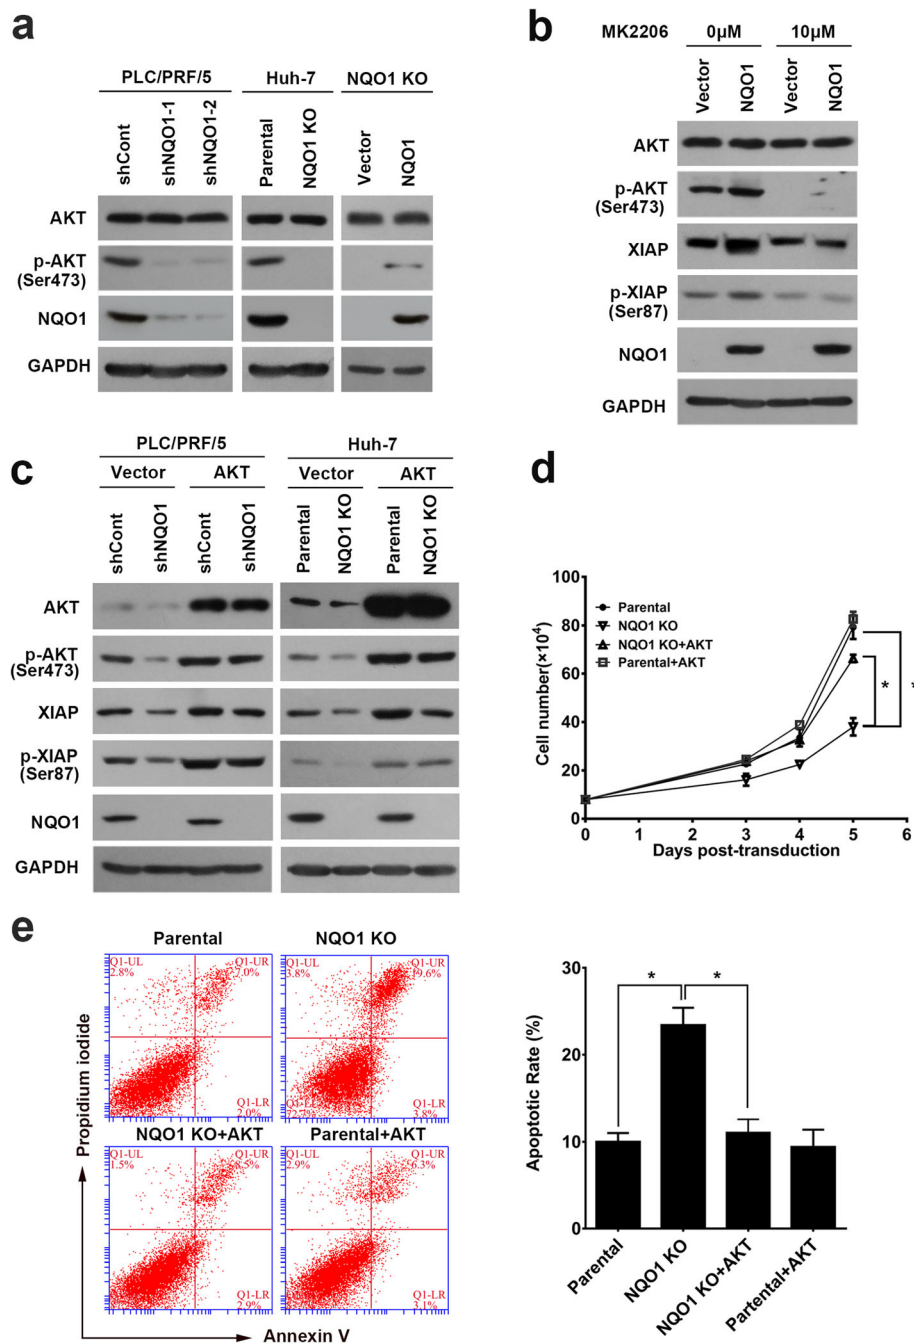 a
PLC/PRF/5 Huh-7 NQO1 KO
shCont shNQO1-1 shNQO1-2 Parental NQO1 KO Vector NQO1
AKT
p-AKT
(Ser473)
NQO1
GAPDH
b
MK2206 0μM 10μM
Vector NQO1 Vector NQO1
AKT
p-AKT
(Ser473)
XIAP
p-XIAP
(Ser87)
NQO1
GAPDH
c
PLC/PRF/5 Huh-7
Vector AKT Vector AKT
shCont shNQO1 shCont shNQO1 Parental NQO1 KO Parental NQO1 KO
AKT
p-AKT
(Ser473)
XIAP
p-XIAP
(Ser87)
NQO1
GAPDH
d
Cell number(×10⁴)
100
80
60
40
20
0
Parental
NQO1 KO
NQO1 KO+AKT
Parental+AKT
* *
0 1 2 3 4 5 6
Days post-transduction
e
Propidium iodide
Parental NQO1 KO
Q1-UL Q1-UR Q1-UL Q1-UR
2.8% 7.0% 3.8% 19.6%
Q1-LR Q1-LR
2.0% 3.8%
NQO1 KO+AKT Parental+AKT
Q1-UL Q1-UR Q1-UL Q1-UR
1.5% 2.9% 6.3%
Q1-LR Q1-LR
2.9% 3.1%
Annexin V
Apoptotic Rate (%)
30
20
10
0
* *
Parental
NQO1 KO
NQO1 KO+AKT
Partental+AKT